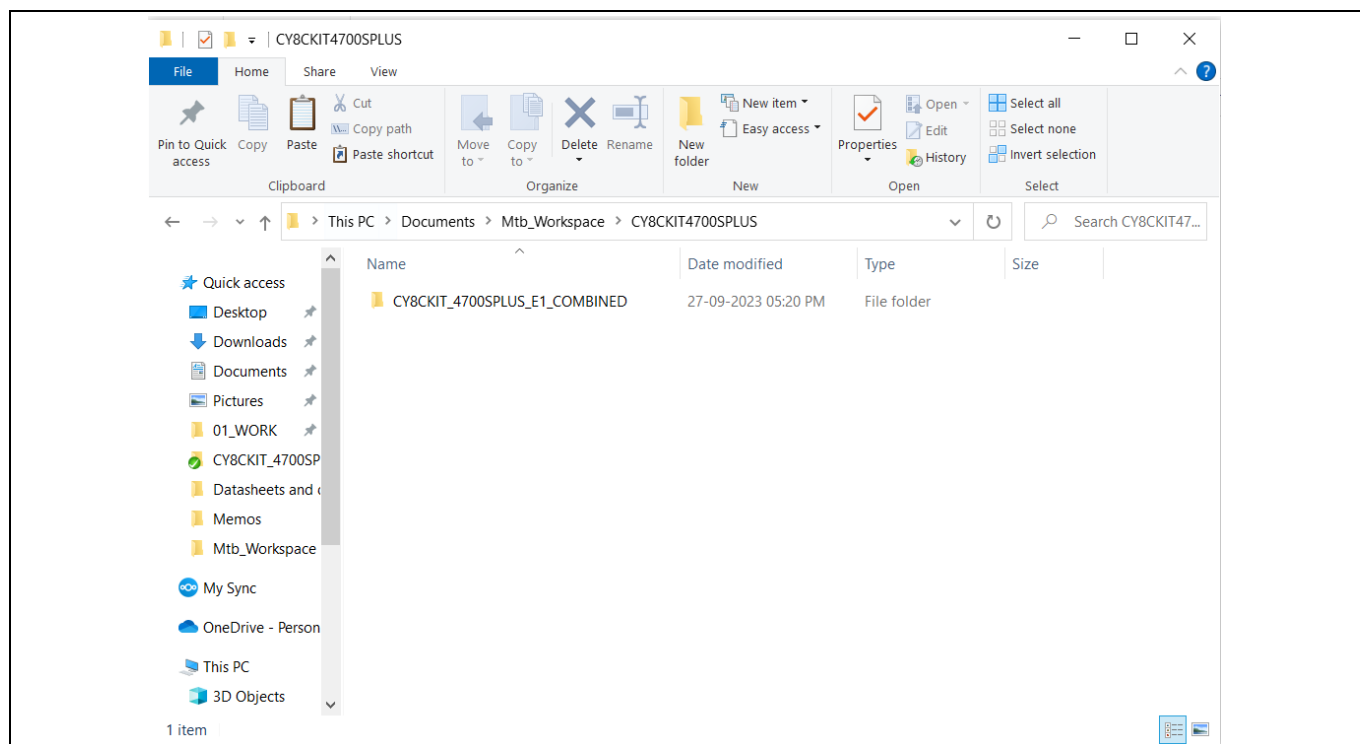 CY8CKIT4700SPLUS
File Home Share View
Pin to Quick access
Copy
Paste
Cut
Copy path
Paste shortcut
Clipboard
Move to
Copy to
Delete
Rename
Organize
New folder
New item
Easy access
New
Properties
Open
Edit
History
Open
Select all
Select none
Invert selection
Select
This PC > Documents > Mtb_Workspace > CY8CKIT4700SPLUS
Search CY8CKIT47...
Name Date modified Type Size
CY8CKIT_4700SPLUS_E1_COMBINED 27-09-2023 05:20 PM File folder
Quick access
Desktop
Downloads
Documents
Pictures
01_WORK
CY8CKIT_4700SP
Datasheets and
Memos
Mtb_Workspace
My Sync
OneDrive - Person
This PC
3D Objects
1 item